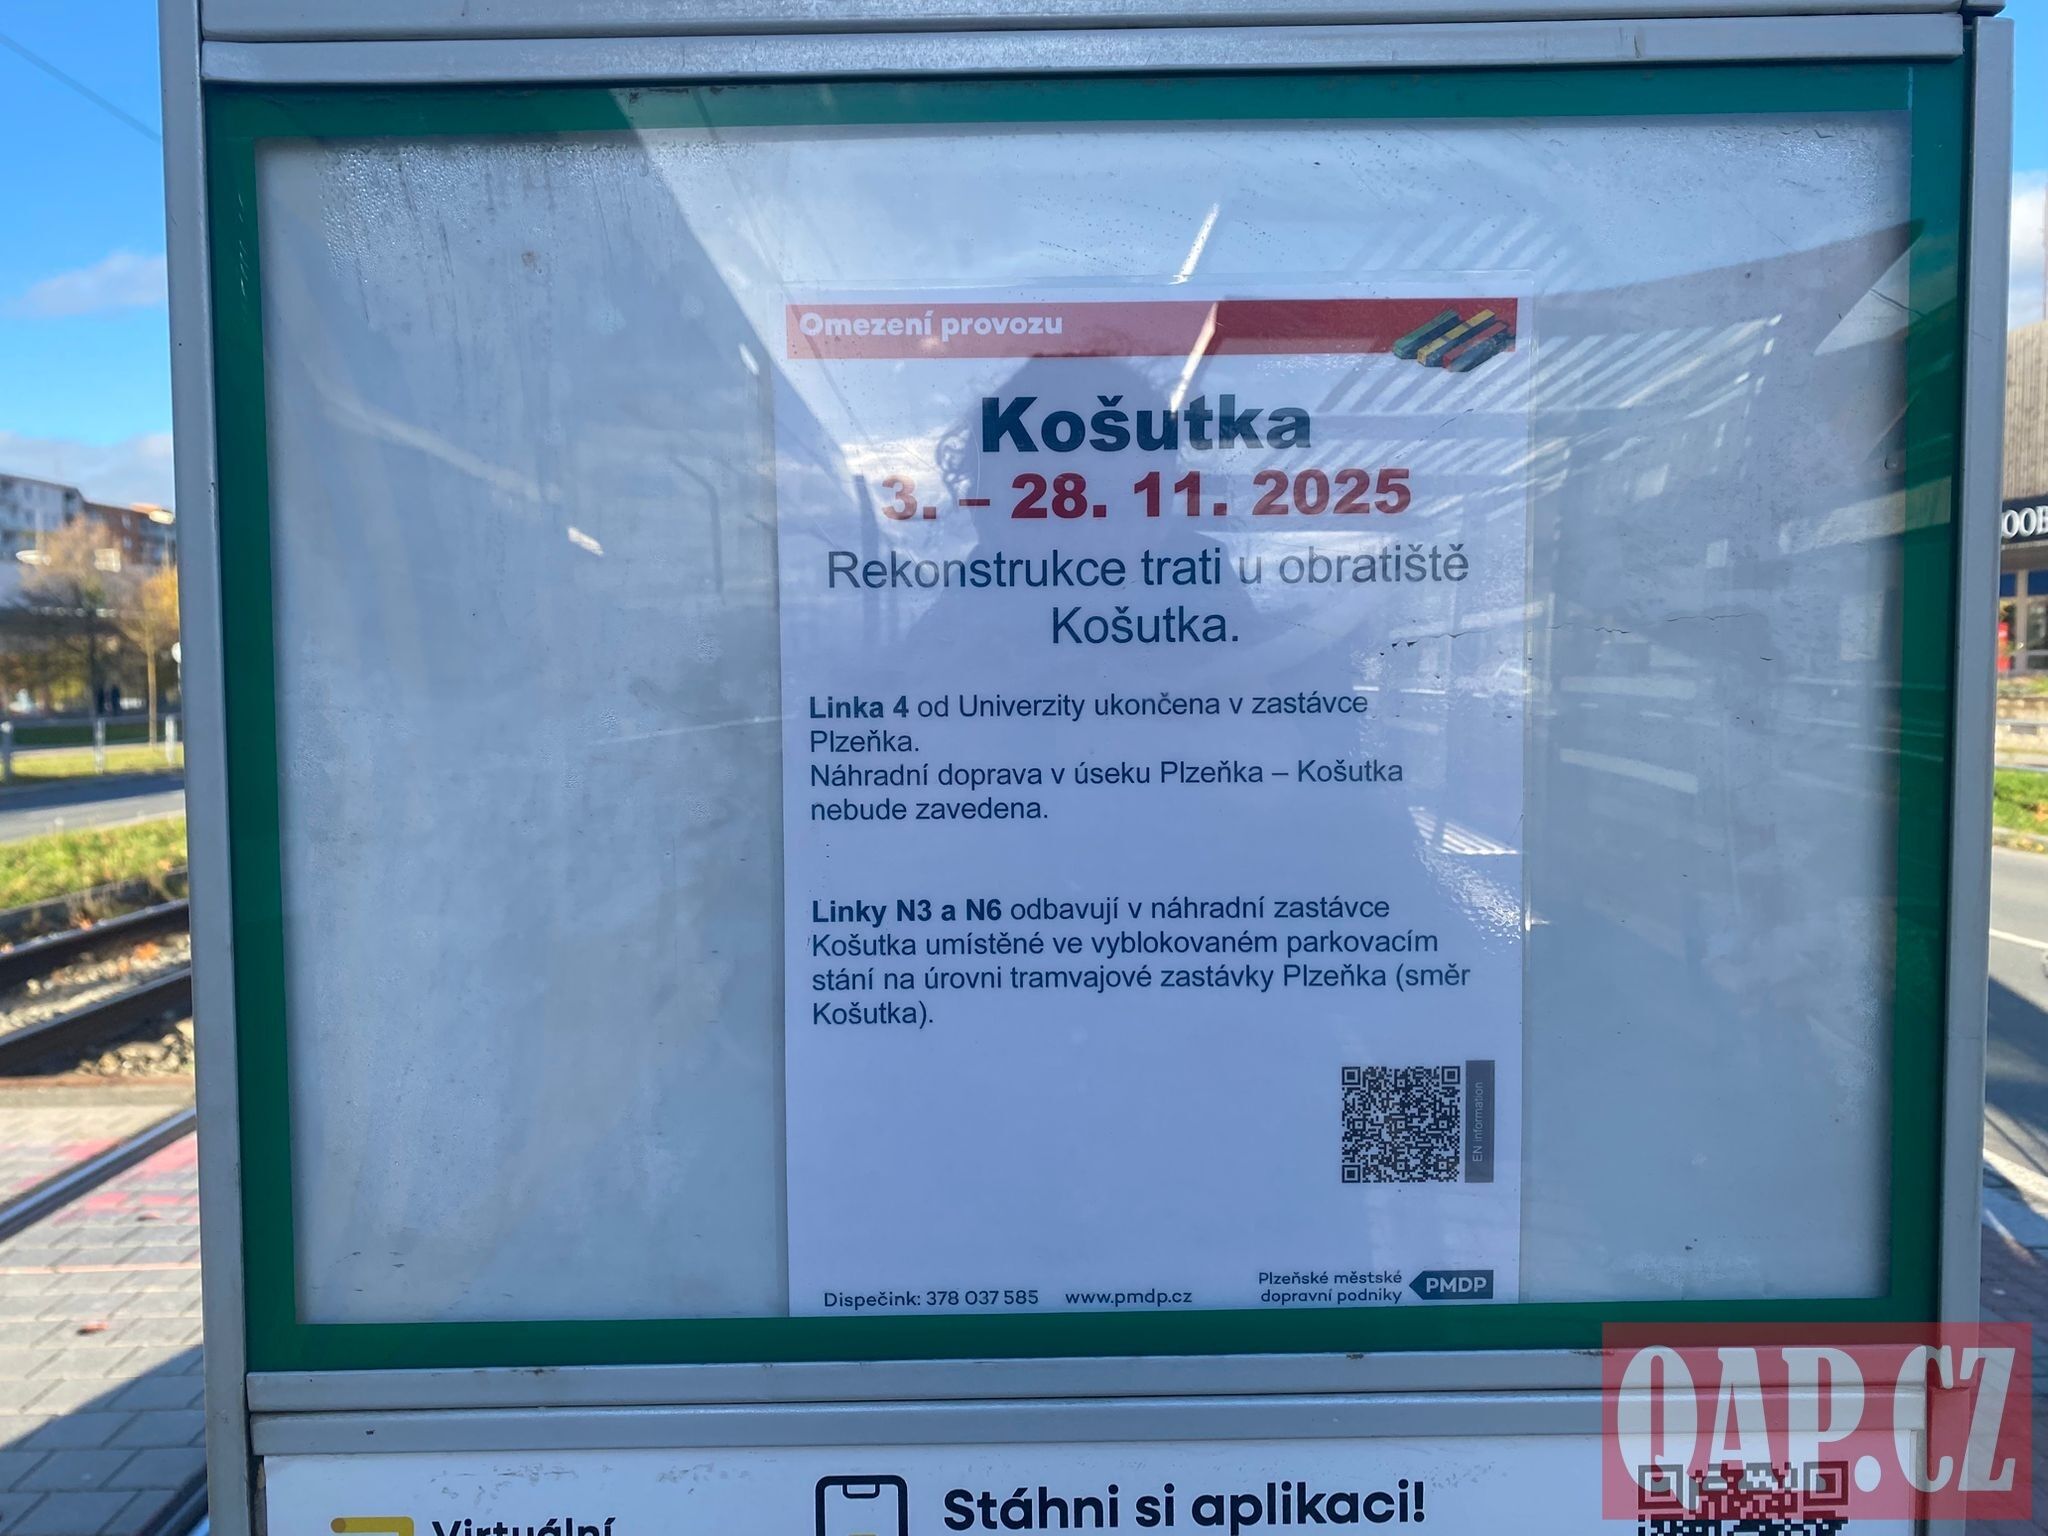 Omezení provozu
Košutka
3. – 28. 11. 2025
Rekonstrukce trati u obratiště
Košutka.
Linka 4 od Univerzity ukončena v zastávce
Plzeňka.
Náhradní doprava v úseku Plzeňka – Košutka
nebude zavedena.
Linky N3 a N6 odbavují v náhradní zastávce
Košutka umístěné ve vyblokovaném parkovacím
stání na úrovni tramvajové zastávky Plzeňka (směr
Košutka).
EN information
Dispečink: 378 037 585 www.pmdp.cz
Plzeňské městské
dopravní podniky
PMDP
QAP.CZ
Virtuální
Stáhni si aplikaci!